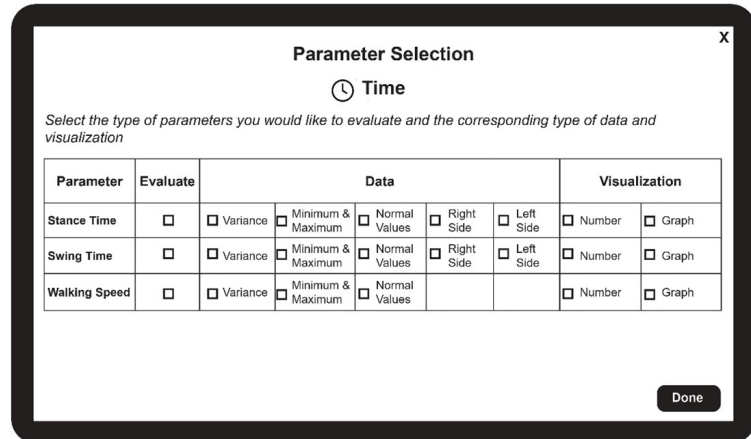 X
Parameter Selection
Time
Select the type of parameters you would like to evaluate and the corresponding type of data and
visualization
Parameter Evaluate Data Visualization
Stance Time Variance Minimum & Maximum Normal Values Right Side Left Side Number Graph
Swing Time Variance Minimum & Maximum Normal Values Right Side Left Side Number Graph
Walking Speed Variance Minimum & Maximum Normal Values Number Graph
Done